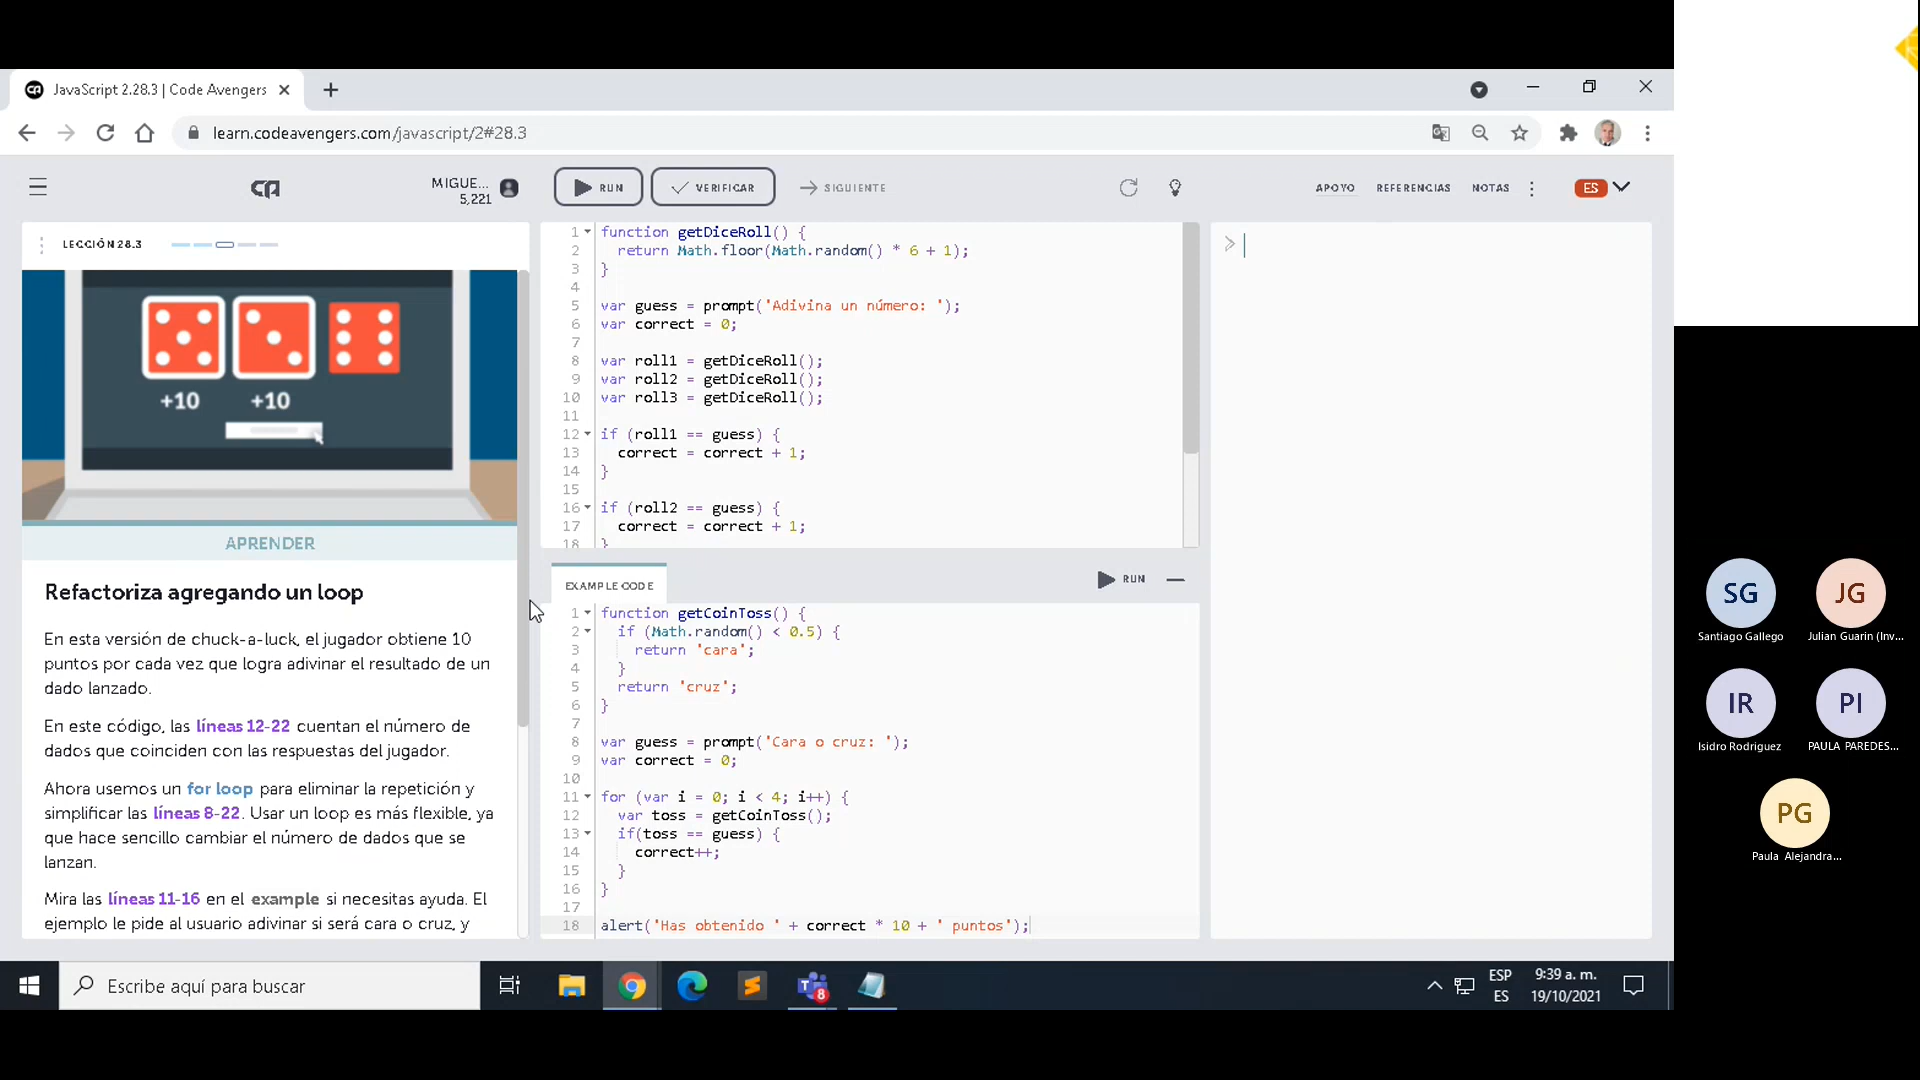 JavaScript 2.28.3 | Code Avengers
learn.codeavengers.com/javascript/2#28.3
MIGUE...
5,221
RUN
VERIFICAR
SIGUIENTE
APOYO
REFERENCIAS
NOTAS
ES
LECCIÓN 28.3
+10
+10
APRENDER
Refactoriza agregando un loop
En esta versión de chuck-a-luck, el jugador obtiene 10
puntos por cada vez que logra adivinar el resultado de un
dado lanzado.
En este código, las líneas 12-22 cuentan el número de
dados que coinciden con las respuestas del jugador.
Ahora usemos un for loop para eliminar la repetición y
simplificar las líneas 8-22. Usar un loop es más flexible, ya
que hace sencillo cambiar el número de dados que se
lanzan.
Mira las líneas 11-16 en el example si necesitas ayuda. El
ejemplo le pide al usuario adivinar si será cara o cruz, y
1 function getDiceRoll() {
2 return Math.floor(Math.random() * 6 + 1);
3 }
4
5 var guess = prompt('Adivina un número: ');
6 var correct = 0;
7
8 var roll1 = getDiceRoll();
9 var roll2 = getDiceRoll();
10 var roll3 = getDiceRoll();
11
12 if (roll1 == guess) {
13 correct = correct + 1;
14 }
15
16 if (roll2 == guess) {
17 correct = correct + 1;
18 }
>
EXAMPLE CODE
RUN
1 function getCoinToss() {
2 if (Math.random() < 0.5) {
3 return 'cara';
4 }
5 return 'cruz';
6 }
7
8 var guess = prompt('Cara o cruz: ');
9 var correct = 0;
10
11 for (var i = 0; i < 4; i++) {
12 var toss = getCoinToss();
13 if(toss == guess) {
14 correct++;
15 }
16 }
17
18 alert('Has obtenido ' + correct * 10 + ' puntos');
SG
Santiago Gallego
JG
Julian Guarin (Inv...
IR
Isidro Rodriguez
PI
PAULA PAREDES...
PG
Paula Alejandra...
Escribe aquí para buscar
8
ESP
ES
9:39 a. m.
19/10/2021